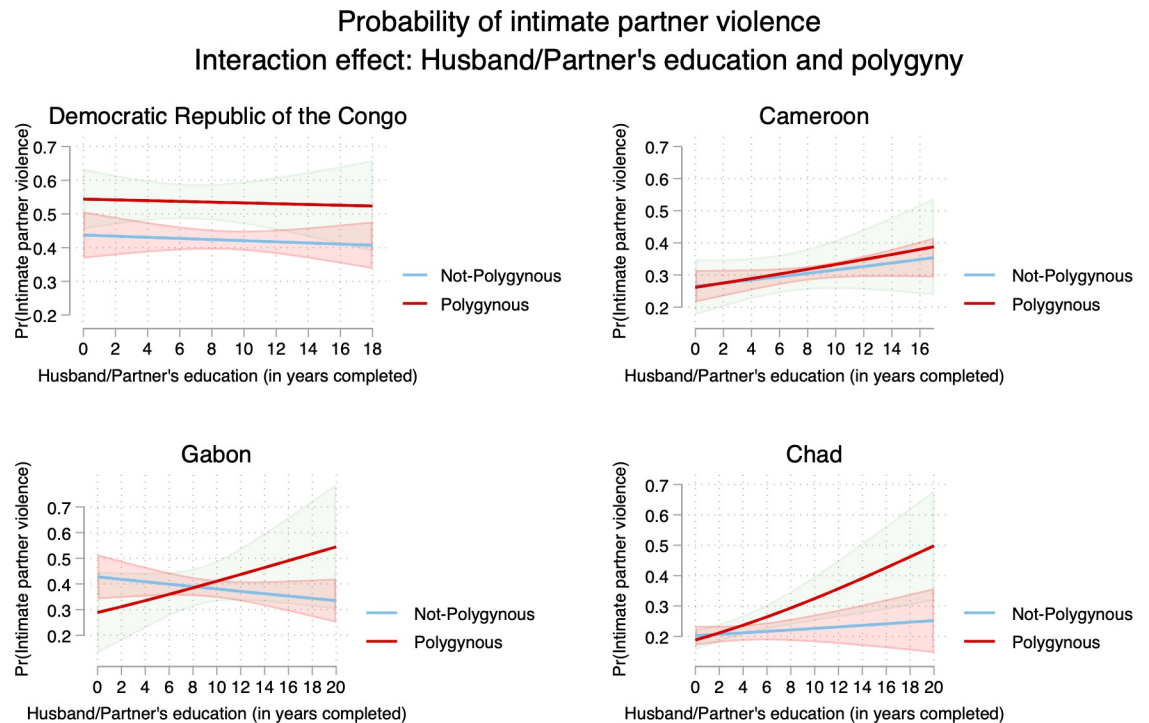 Probability of intimate partner violence
Interaction effect: Husband/Partner's education and polygyny
Democratic Republic of the Congo
Pr(Intimate partner violence)
0.7
0.6
0.5
0.4
0.3
0.2
0 2 4 6 8 10 12 14 16 18
Husband/Partner's education (in years completed)
Not-Polygynous
Polygynous
Cameroon
Pr(Intimate partner violence)
0.7
0.6
0.5
0.4
0.3
0.2
0 2 4 6 8 10 12 14 16
Husband/Partner's education (in years completed)
Not-Polygynous
Polygynous
Gabon
Pr(Intimate partner violence)
0.7
0.6
0.5
0.4
0.3
0.2
0 2 4 6 8 10 12 14 16 18 20
Husband/Partner's education (in years completed)
Not-Polygynous
Polygynous
Chad
Pr(Intimate partner violence)
0.7
0.6
0.5
0.4
0.3
0.2
0 2 4 6 8 10 12 14 16 18 20
Husband/Partner's education (in years completed)
Not-Polygynous
Polygynous